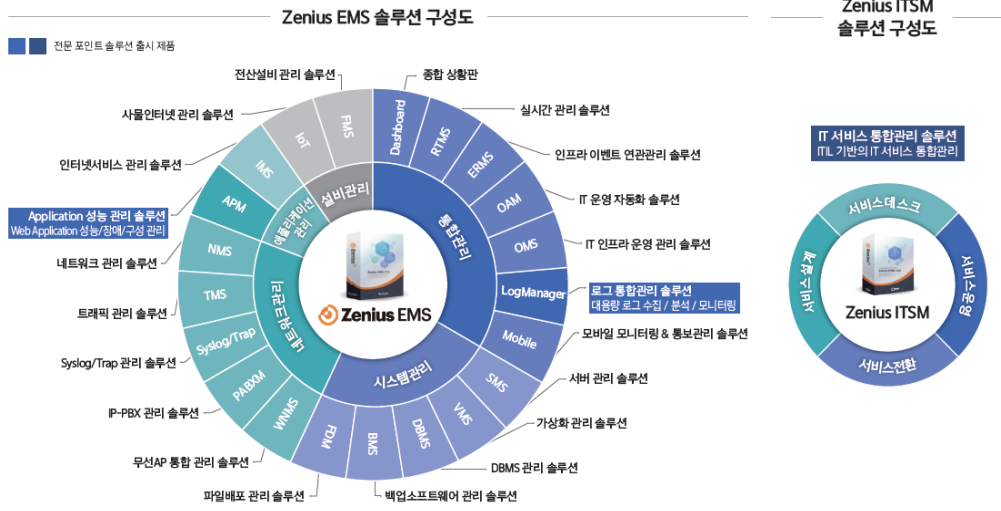 Zenius EMS 솔루션 구성도
Zenius ITSM
솔루션 구성도
전문 포인트 솔루션 출시 제품
전산설비 관리 솔루션
종합 상황판
사물인터넷 관리 솔루션
실시간 관리 솔루션
인터넷서비스 관리 솔루션
인프라 이벤트 연관관리 솔루션
Application 성능 관리 솔루션
Web Application 성능/장애/구성 관리
IT 운영 자동화 솔루션
네트워크 관리 솔루션
IT 인프라 운영 관리 솔루션
트래픽 관리 솔루션
로그 통합관리 솔루션
대용량 로그 수집 / 분석 / 모니터링
Syslog/Trap 관리 솔루션
모바일 모니터링 & 통보관리 솔루션
IP-PBX 관리 솔루션
서버 관리 솔루션
무선AP 통합 관리 솔루션
가상화 관리 솔루션
파일배포 관리 솔루션
백업소프트웨어 관리 솔루션
DBMS 관리 솔루션
Dashboard
RTMS
ERMS
OAM
OMS
LogManager
Mobile
SMS
VMS
DBMS
BMS
FDM
WNMS
PABXM
Syslog/Trap
TMS
NMS
APM
IMS
IoT
FMS
통합관리
시스템관리
네트워크관리
애플리케이션
관리
설비관리
Zenius EMS
IT 서비스 통합관리 솔루션
ITIL 기반의 IT 서비스 통합관리
서비스데스크
서비스운영
서비스전환
서비스설계
Zenius ITSM